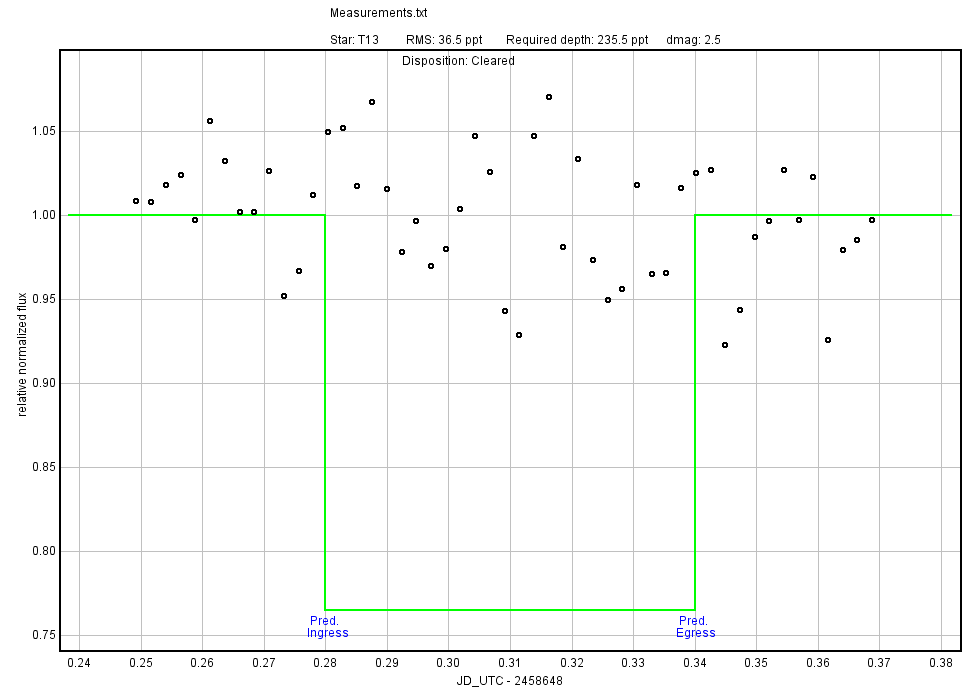 Measurements.txt
Star: T13 RMS: 36.5 ppt Required depth: 235.5 ppt dmag: 2.5
Disposition: Cleared
relative normalized flux
1.05
1.00
0.95
0.90
0.85
0.80
0.75
Pred.
Ingress
Pred.
Egress
0.24 0.25 0.26 0.27 0.28 0.29 0.30 0.31 0.32 0.33 0.34 0.35 0.36 0.37 0.38
JD_UTC - 2458648